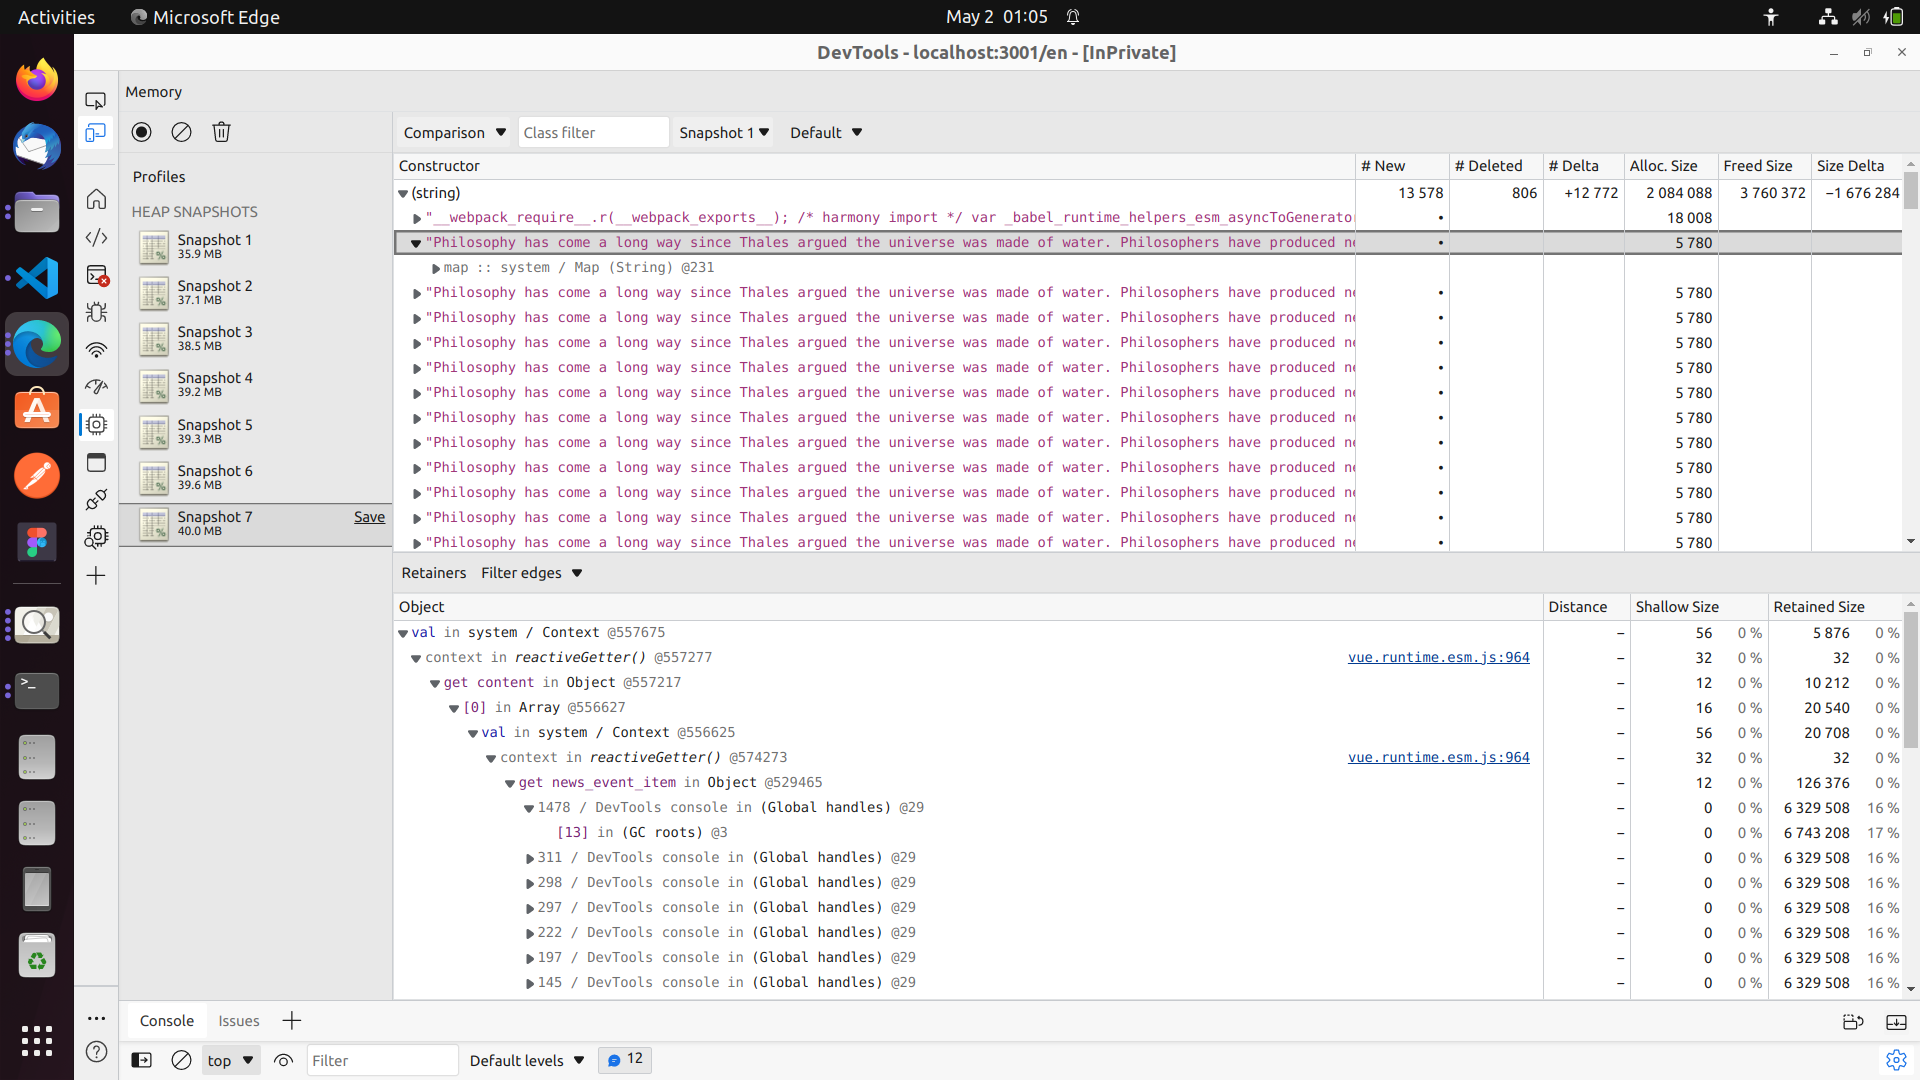 Activities
Microsoft Edge
May 2 01:05
DevTools - localhost:3001/en - [InPrivate]
Memory
Comparison
Class filter
Snapshot 1
Default
Profiles
HEAP SNAPSHOTS
Snapshot 1
35.9 MB
Snapshot 2
37.1 MB
Snapshot 3
38.5 MB
Snapshot 4
39.2 MB
Snapshot 5
39.3 MB
Snapshot 6
39.6 MB
Snapshot 7
40.0 MB
Save
Constructor # New # Deleted # Delta Alloc. Size Freed Size Size Delta
(string) 13 578 806 +12 772 2 084 088 3 760 372 −1 676 284
"__webpack_require__.r(__webpack_exports__); /* harmony import */ var _babel_runtime_helpers_esm_asyncToGenerator • 18 008
"Philosophy has come a long way since Thales argued the universe was made of water. Philosophers have produced ne • 5 780
map :: system / Map (String) @231
"Philosophy has come a long way since Thales argued the universe was made of water. Philosophers have produced ne • 5 780
"Philosophy has come a long way since Thales argued the universe was made of water. Philosophers have produced ne • 5 780
"Philosophy has come a long way since Thales argued the universe was made of water. Philosophers have produced ne • 5 780
"Philosophy has come a long way since Thales argued the universe was made of water. Philosophers have produced ne • 5 780
"Philosophy has come a long way since Thales argued the universe was made of water. Philosophers have produced ne • 5 780
"Philosophy has come a long way since Thales argued the universe was made of water. Philosophers have produced ne • 5 780
"Philosophy has come a long way since Thales argued the universe was made of water. Philosophers have produced ne • 5 780
"Philosophy has come a long way since Thales argued the universe was made of water. Philosophers have produced ne • 5 780
"Philosophy has come a long way since Thales argued the universe was made of water. Philosophers have produced ne • 5 780
"Philosophy has come a long way since Thales argued the universe was made of water. Philosophers have produced ne • 5 780
"Philosophy has come a long way since Thales argued the universe was made of water. Philosophers have produced ne • 5 780
Retainers Filter edges
Object Distance Shallow Size Retained Size
val in system / Context @557675 − 56 0 % 5 876 0 %
context in reactiveGetter() @557277 vue.runtime.esm.js:964 − 32 0 % 32 0 %
get content in Object @557217 − 12 0 % 10 212 0 %
[0] in Array @556627 − 16 0 % 20 540 0 %
val in system / Context @556625 − 56 0 % 20 708 0 %
context in reactiveGetter() @574273 vue.runtime.esm.js:964 − 32 0 % 32 0 %
get news_event_item in Object @529465 − 12 0 % 126 376 0 %
1478 / DevTools console in (Global handles) @29 − 0 0 % 6 329 508 16 %
[13] in (GC roots) @3 − 0 0 % 6 743 208 17 %
311 / DevTools console in (Global handles) @29 − 0 0 % 6 329 508 16 %
298 / DevTools console in (Global handles) @29 − 0 0 % 6 329 508 16 %
297 / DevTools console in (Global handles) @29 − 0 0 % 6 329 508 16 %
222 / DevTools console in (Global handles) @29 − 0 0 % 6 329 508 16 %
197 / DevTools console in (Global handles) @29 − 0 0 % 6 329 508 16 %
145 / DevTools console in (Global handles) @29 − 0 0 % 6 329 508 16 %
Console Issues
top
Filter
Default levels
12